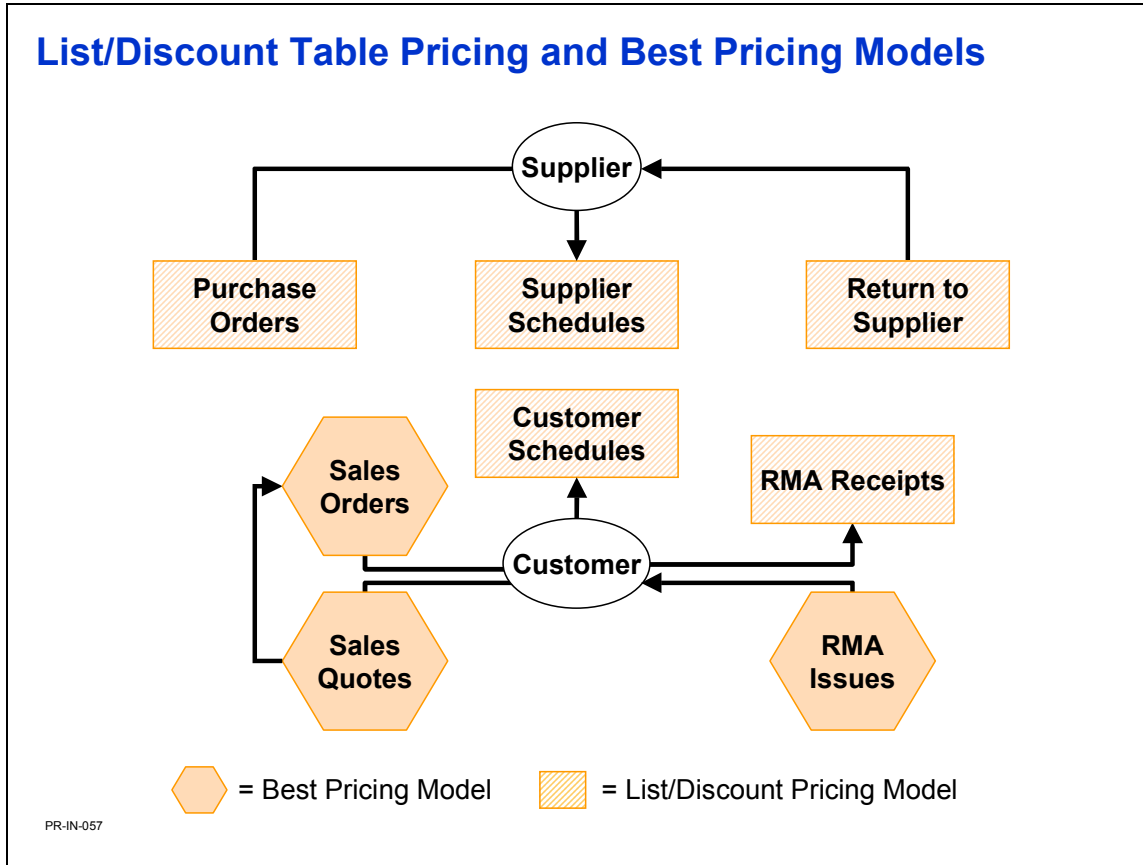 List/Discount Table Pricing and Best Pricing Models
Supplier
Purchase
Orders
Supplier
Schedules
Return to
Supplier
Customer
Schedules
Sales
Orders
RMA Receipts
Customer
Sales
Quotes
RMA
Issues
= Best Pricing Model
= List/Discount Pricing Model
PR-IN-057